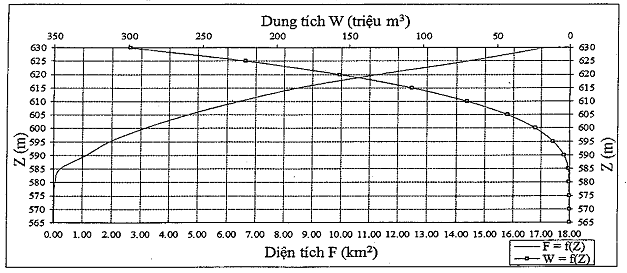 Dung tích W (triệu m³)
350 300 250 200 150 100 50 0
630 630
625 625
620 620
615 615
610 610
605 605
600 600
595 595
590 590
585 585
580 580
575 575
570 570
565 565
Z (m)
Z (m)
0.00 1.00 2.00 3.00 4.00 5.00 6.00 7.00 8.00 9.00 10.00 11.00 12.00 13.00 14.00 15.00 16.00 17.00 18.00
Diện tích F (km²)
F = f(Z)
W = f(Z)